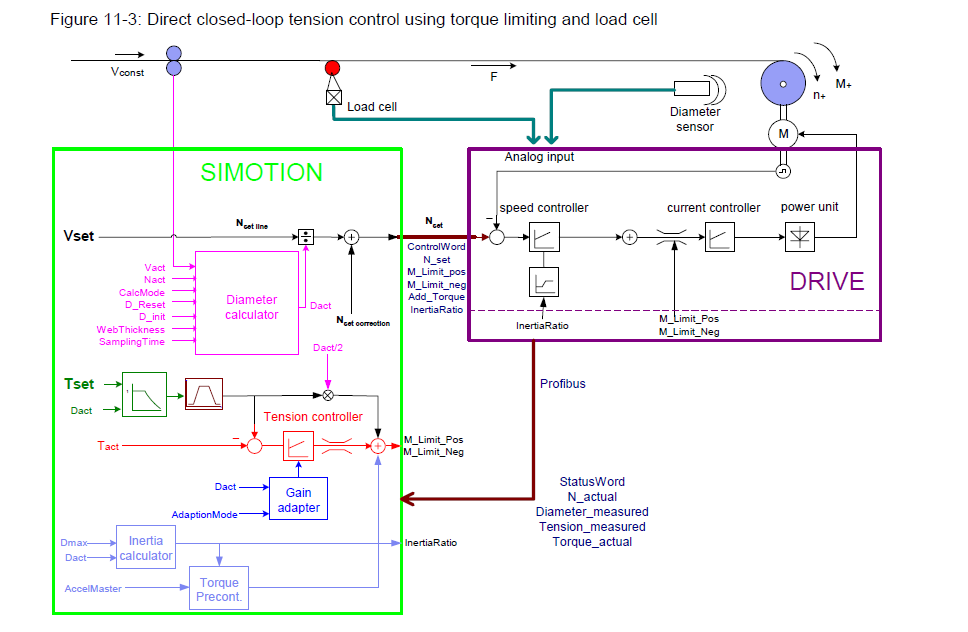 Figure 11-3: Direct closed-loop tension control using torque limiting and load cell
Vconst
F
n+
M+
Load cell
Diameter
sensor
M
Analog input
SIMOTION
speed controller
current controller
power unit
Vset
Nset line
Nset
ControlWord
N_set
M_Limit_pos
M_Limit_neg
Add_Torque
InertiaRatio
DRIVE
Vact
Nact
CalcMode
D_Reset
D_init
WebThickness
SamplingTime
Diameter
calculator
Dact
Nset correction
InertiaRatio
M_Limit_Pos
M_Limit_Neg
Dact/2
Tset
Dact
1
Profibus
Tension controller
Tact
M_Limit_Pos
M_Limit_Neg
Dact
AdaptionMode
Gain
adapter
StatusWord
N_actual
Diameter_measured
Tension_measured
Torque_actual
Dmax
Dact
Inertia
calculator
InertiaRatio
AccelMaster
Torque
Precont.